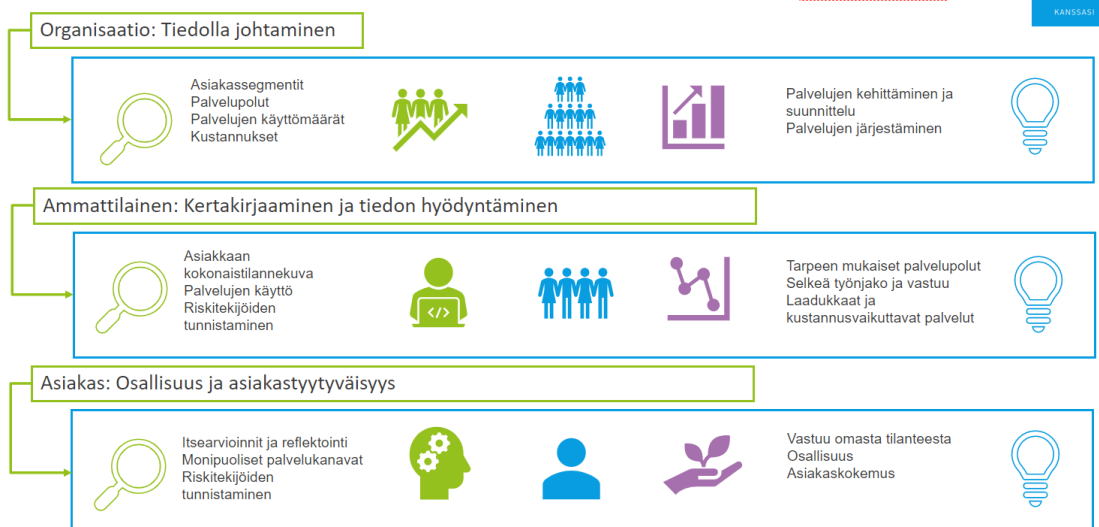 KANSSASI
Organisaatio: Tiedolla johtaminen
Asiakassegmentit
Palvelupolut
Palvelujen käyttömäärät
Kustannukset
Palvelujen kehittäminen ja
suunnittelu
Palvelujen järjestäminen
Ammattilainen: Kertakirjaaminen ja tiedon hyödyntäminen
Asiakkaan
kokonaistilannekuva
Palvelujen käyttö
Riskitekijöiden
tunnistaminen
</>
Tarpeen mukaiset palvelupolut
Selkeä työnjako ja vastuu
Laadukkaat ja
kustannusvaikuttavat palvelut
Asiakas: Osallisuus ja asiakastyytyväisyys
Itsearvioinnit ja reflektointi
Monipuoliset palvelukanavat
Riskitekijöiden
tunnistaminen
Vastuu omasta tilanteesta
Osallisuus
Asiakaskokemus